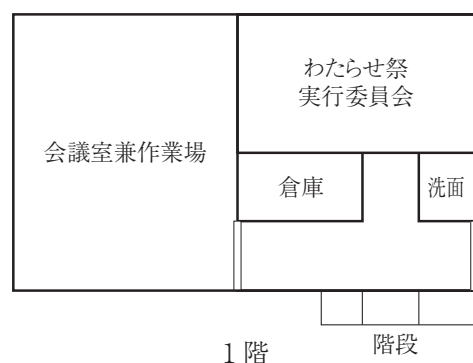 わたらせ祭
実行委員会
会議室兼作業場
倉庫
洗面
階段
1階